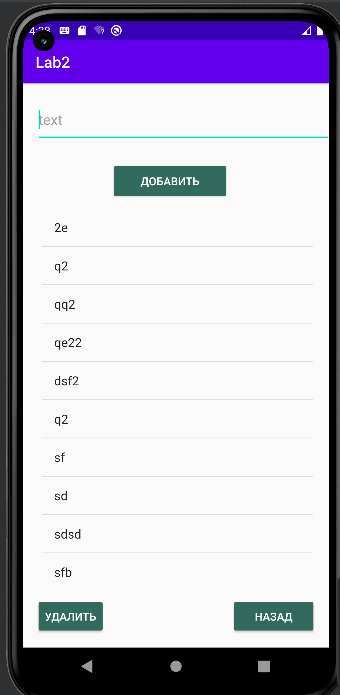 Lab2
text
ДОБАВИТЬ
2e
q2
qq2
qe22
dsf2
q2
sf
sd
sdsd
sfb
УДАЛИТЬ
НАЗАД